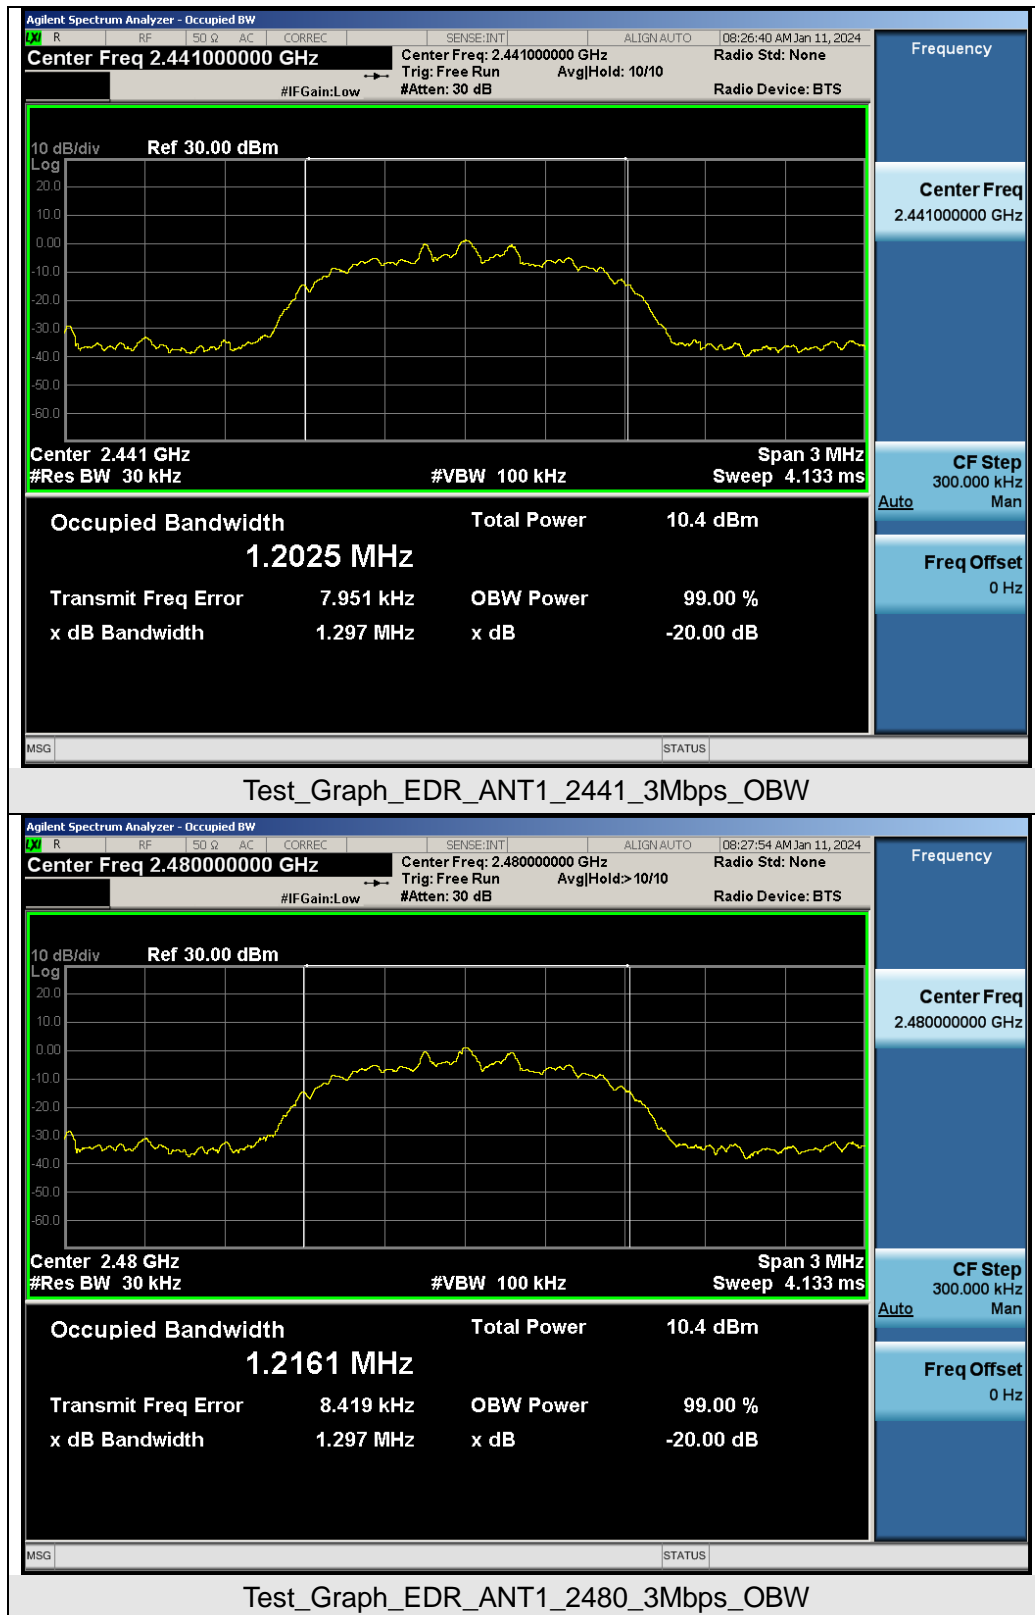 Agilent Spectrum Analyzer - Occupied BW
LXI R RF 50 Ω AC CORREC SENSE:INT ALIGN AUTO 08:26:40 AM Jan 11, 2024
Center Freq 2.441000000 GHz
Center Freq: 2.441000000 GHz
Radio Std: None
Trig: Free Run Avg|Hold: 10/10
#IFGain:Low
#Atten: 30 dB
Radio Device: BTS
Frequency
10 dB/div Ref 30.00 dBm
Log
20.0
10.0
0.00
-10.0
-20.0
-30.0
-40.0
-50.0
-60.0
Center 2.441 GHz Span 3 MHz
#Res BW 30 kHz #VBW 100 kHz Sweep 4.133 ms
Center Freq
2.441000000 GHz
CF Step
300.000 kHz
Auto Man
Freq Offset
0 Hz
Occupied Bandwidth Total Power 10.4 dBm
1.2025 MHz
Transmit Freq Error 7.951 kHz OBW Power 99.00 %
x dB Bandwidth 1.297 MHz x dB -20.00 dB
MSG STATUS
Test_Graph_EDR_ANT1_2441_3Mbps_OBW
Agilent Spectrum Analyzer - Occupied BW
LXI R RF 50 Ω AC CORREC SENSE:INT ALIGN AUTO 08:27:54 AM Jan 11, 2024
Center Freq 2.480000000 GHz
Center Freq: 2.480000000 GHz
Radio Std: None
Trig: Free Run Avg|Hold:>10/10
#IFGain:Low
#Atten: 30 dB
Radio Device: BTS
Frequency
10 dB/div Ref 30.00 dBm
Log
20.0
10.0
0.00
-10.0
-20.0
-30.0
-40.0
-50.0
-60.0
Center 2.48 GHz Span 3 MHz
#Res BW 30 kHz #VBW 100 kHz Sweep 4.133 ms
Center Freq
2.480000000 GHz
CF Step
300.000 kHz
Auto Man
Freq Offset
0 Hz
Occupied Bandwidth Total Power 10.4 dBm
1.2161 MHz
Transmit Freq Error 8.419 kHz OBW Power 99.00 %
x dB Bandwidth 1.297 MHz x dB -20.00 dB
MSG STATUS
Test_Graph_EDR_ANT1_2480_3Mbps_OBW